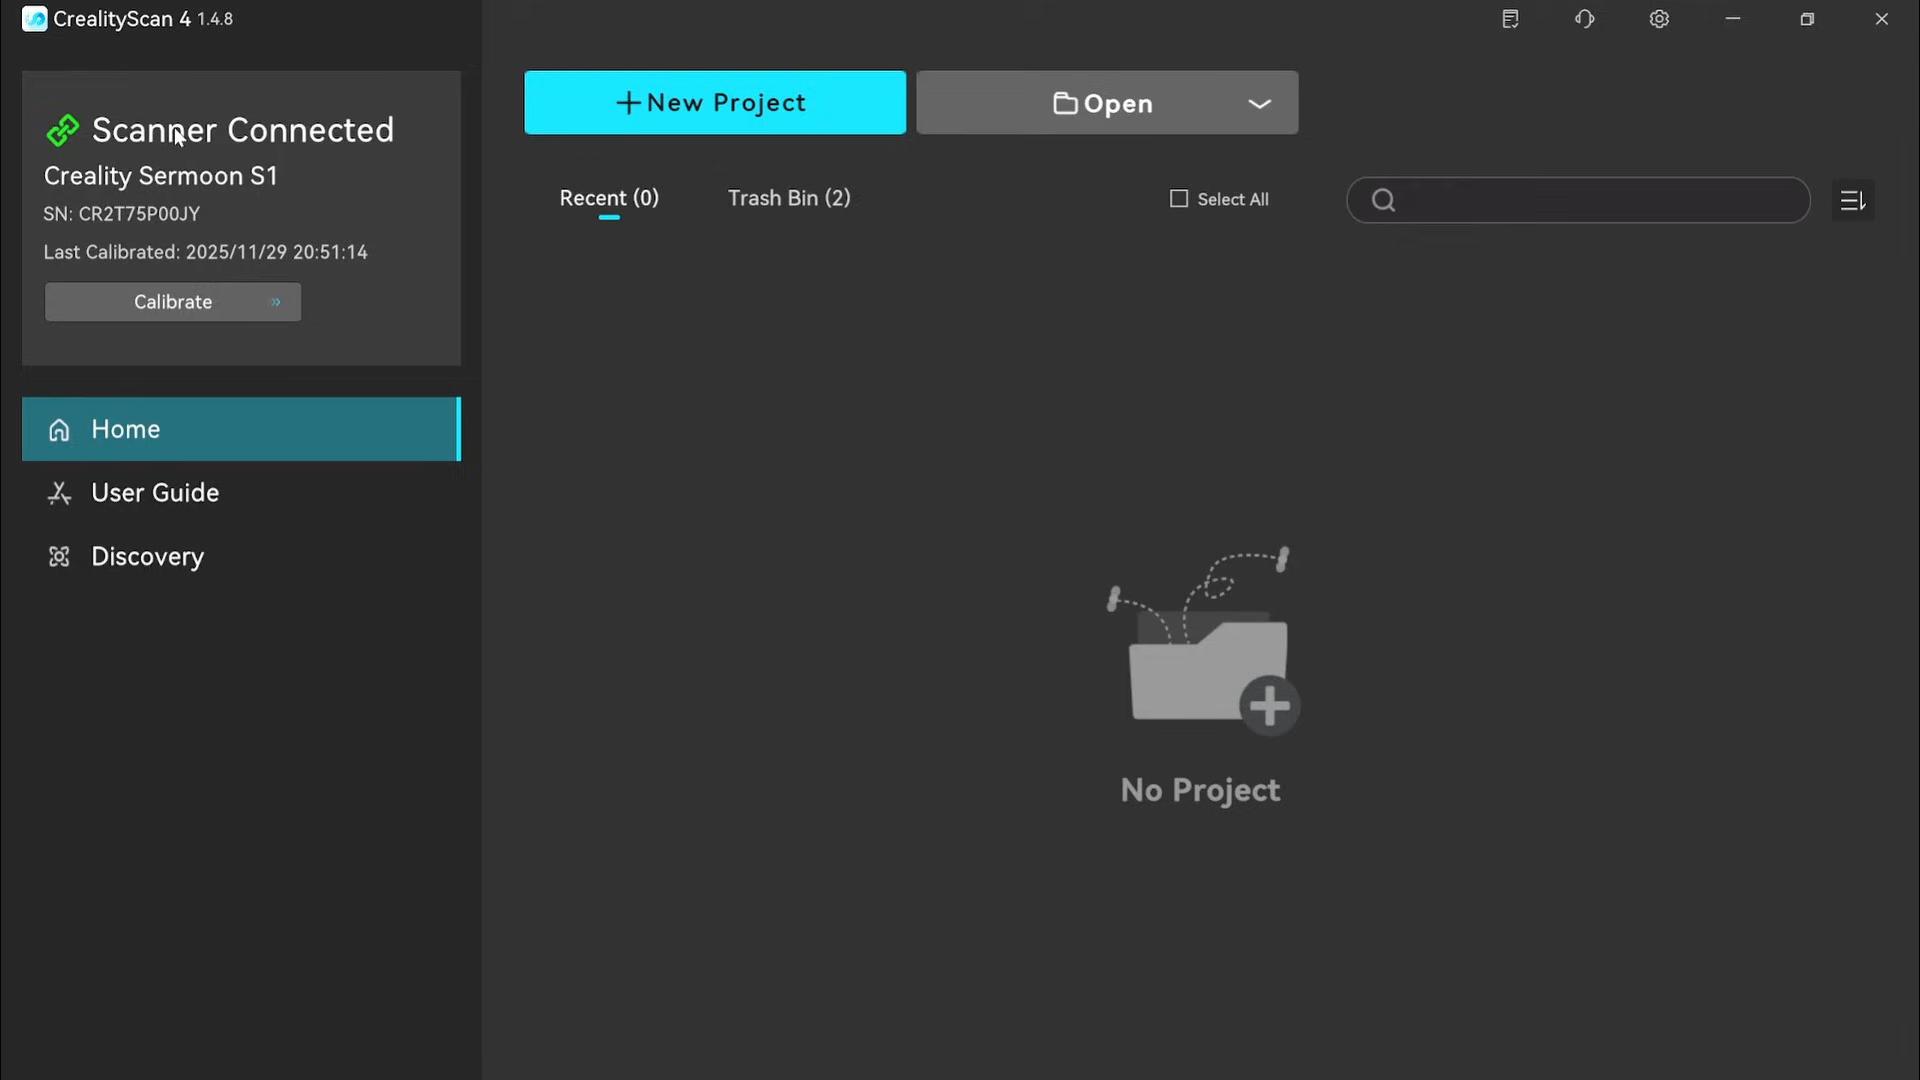 CrealityScan 4 1.4.8
Scanner Connected
Creality Sermoon S1
SN: CR2T75P00JY
Last Calibrated: 2025/11/29 20:51:14
Calibrate »
Home
User Guide
Discovery
+ New Project
Open
Recent (0)
Trash Bin (2)
Select All
No Project